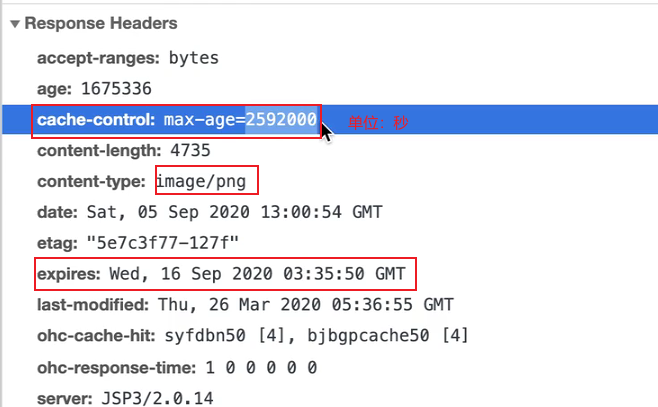 Response Headers
accept-ranges: bytes
age: 1675336
cache-control: max-age=2592000 单位：秒
content-length: 4735
content-type: image/png
date: Sat, 05 Sep 2020 13:00:54 GMT
etag: "5e7c3f77-127f"
expires: Wed, 16 Sep 2020 03:35:50 GMT
last-modified: Thu, 26 Mar 2020 05:36:55 GMT
ohc-cache-hit: syfdbn50 [4], bjbgpcache50 [4]
ohc-response-time: 1 0 0 0 0 0
server: JSP3/2.0.14